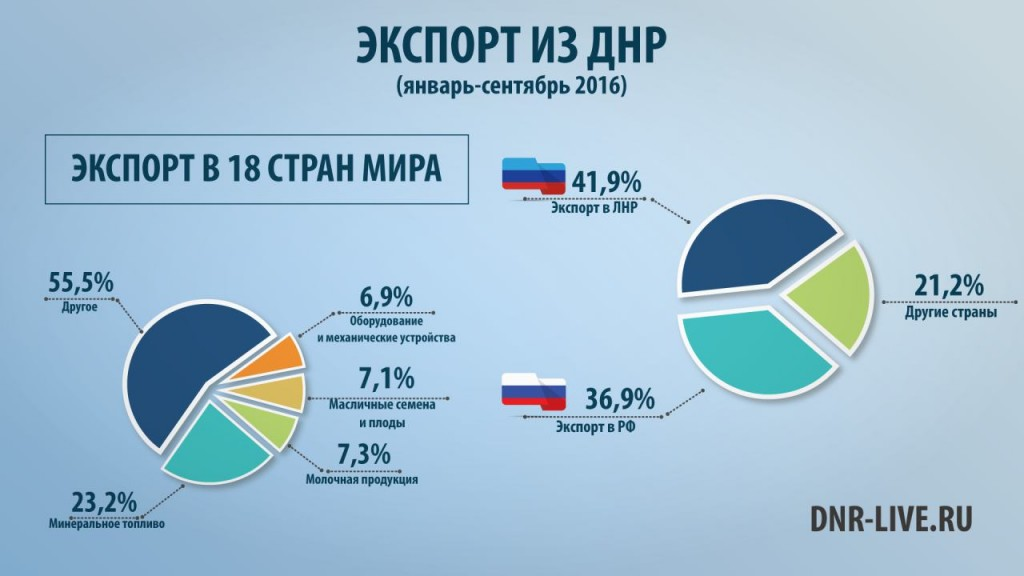 ЭКСПОРТ ИЗ ДНР
(январь-сентябрь 2016)
ЭКСПОРТ В 18 СТРАН МИРА
55,5%
Другое
6,9%
Оборудование
и механические устройства
7,1%
Масличные семена
и плоды
7,3%
Молочная продукция
23,2%
Минеральное топливо
41,9%
Экспорт в ЛНР
21,2%
Другие страны
36,9%
Экспорт в РФ
DNR-LIVE.RU